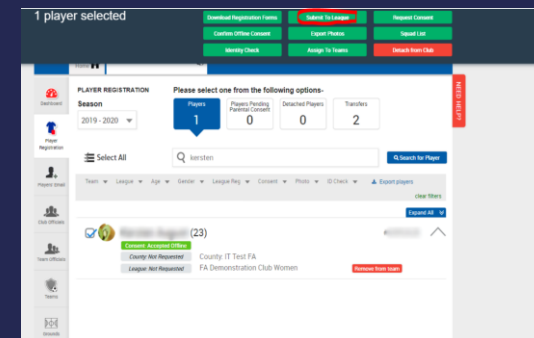 1 player selected
Download Registration Forms
Submit To League
Request Consent
Confirm Offline Consent
Export Photos
Squad List
Identity Check
Assign To Teams
Detach from Club
Home
Dashboard
Player Registration
Players Email
Club Officials
Team Officials
Teams
Grounds
PLAYER REGISTRATION
Please select one from the following options-
Season
2019 - 2020
Players
1
Players Pending Parental Consent
0
Detached Players
0
Transfers
2
NEED HELP?
Select All
kersten
Search for Player
Team League Age Gender League Reg Consent Photo ID Check Export players
clear filters
Expand All
(23)
Consent: Accepted Offline
County: Not Requested County: IT Test FA
League: Not Requested FA Demonstration Club Women
Remove from team